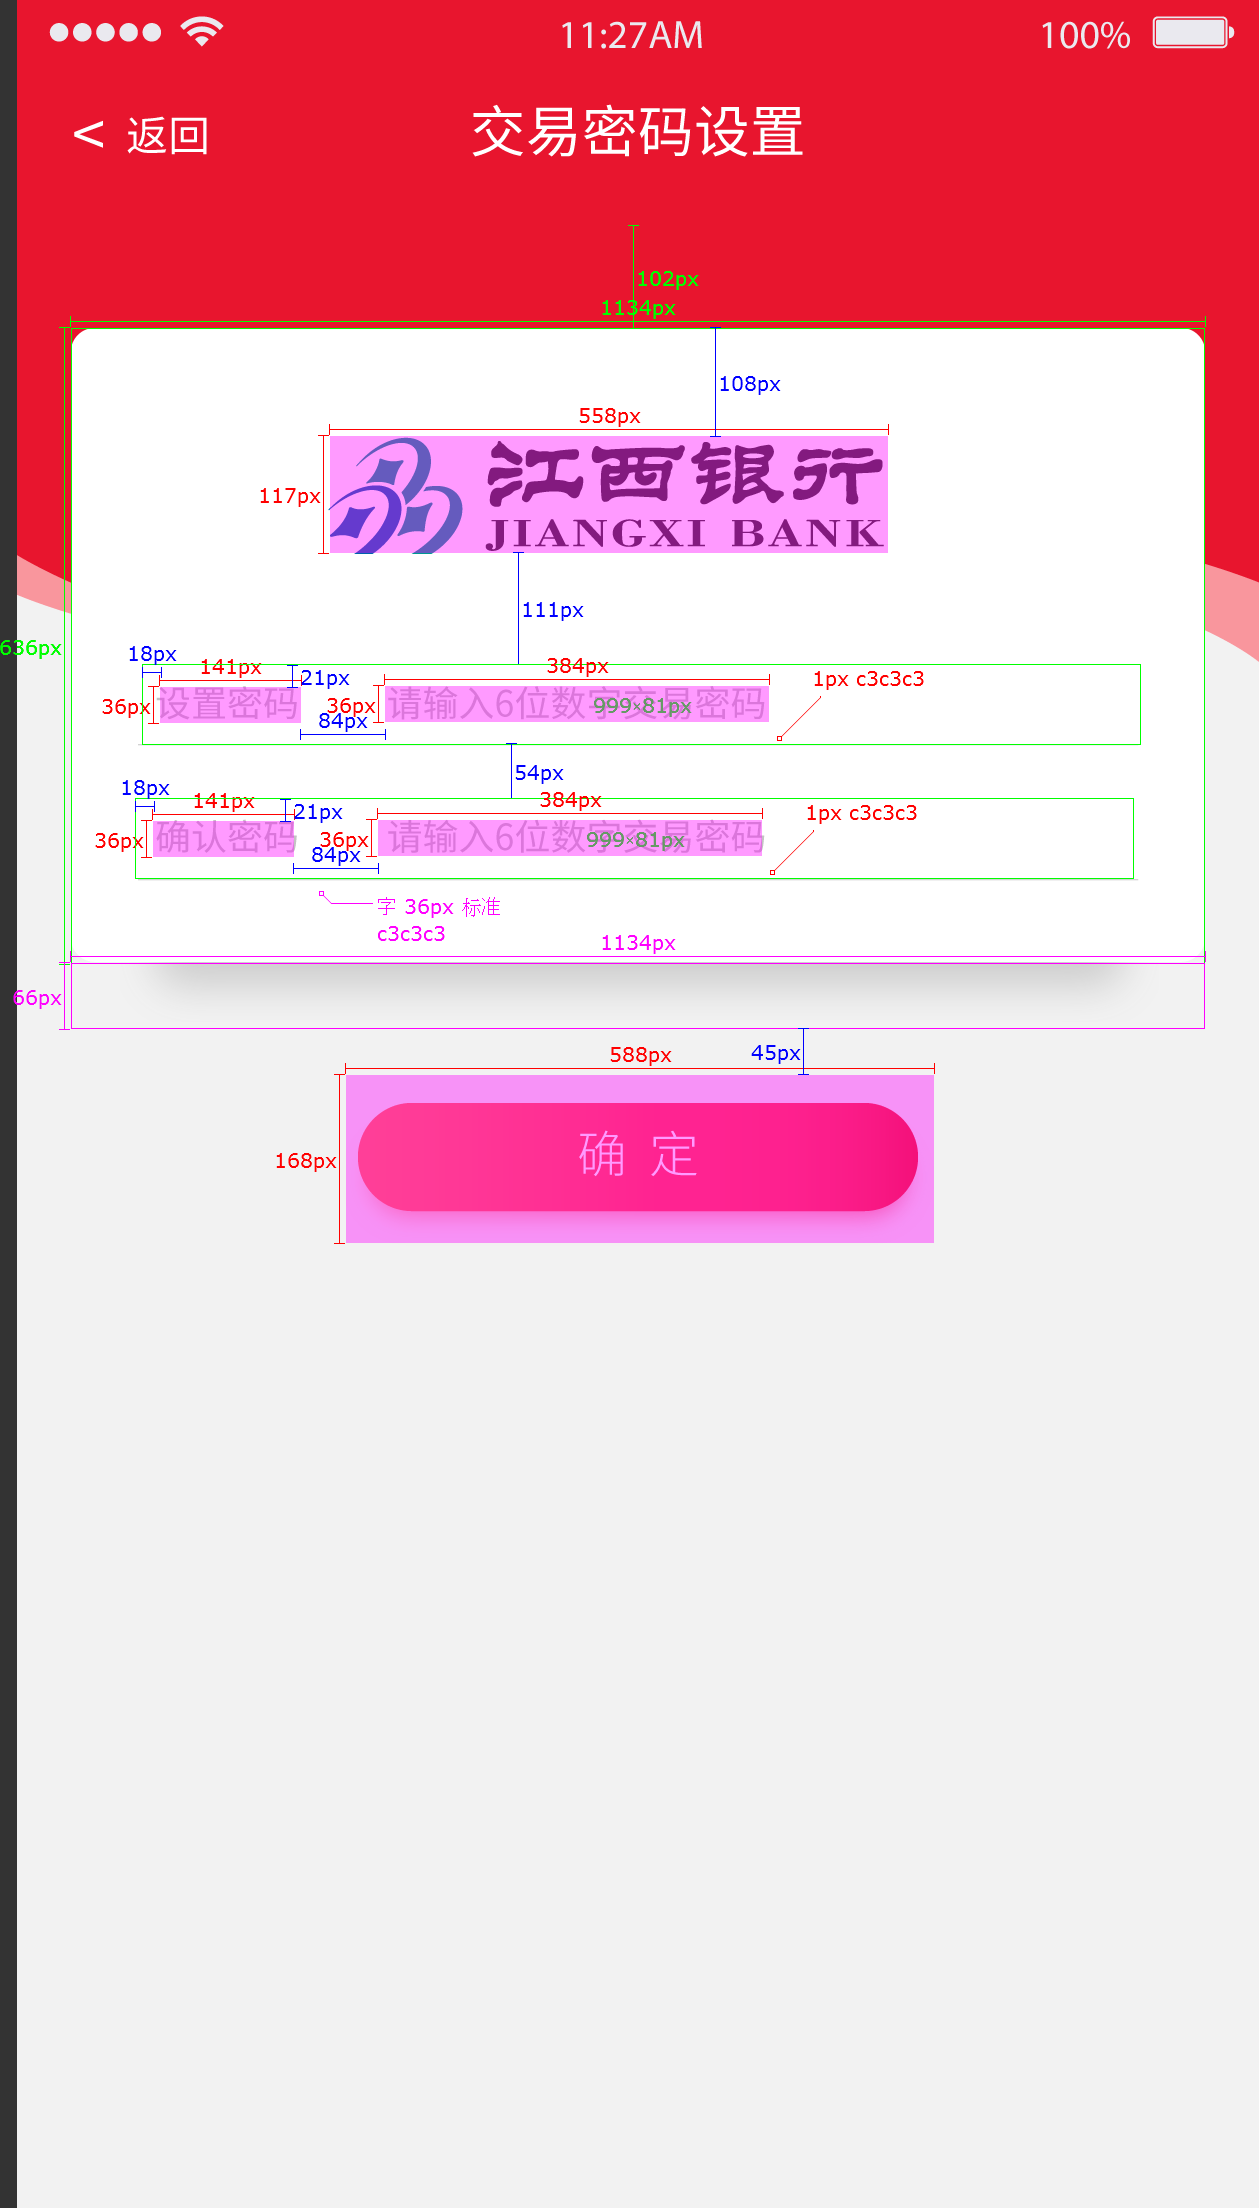 11:27AM 100%
< 返回 交易密码设置
102px
1134px
108px
558px
117px
江西银行
JIANGXI BANK
111px
636px
18px 141px 21px 384px 1px c3c3c3
36px 设置密码 36px 请输入6位数字交易密码 999×81px
84px
54px
18px 141px 21px 384px 1px c3c3c3
36px 确认密码 36px 请输入6位数字交易密码 999×81px
84px
字 36px 标准
c3c3c3
1134px
66px
588px 45px
168px
确 定